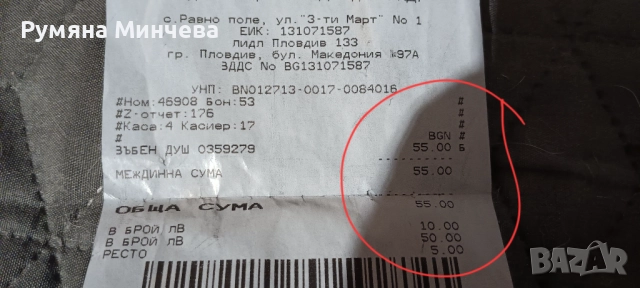 Румяна Минчева
с.Равно поле, ул."3-ти Март" No 1
ЕИК: 131071587
ЛИДЛ Пловдив 133
гр. Пловдив, бул. Македония №97А
ЗДДС No BG131071587
УНП: BN012713-0017-0084016
#Ном:46908 Бон:53 #
#Z-отчет:176 #
#Каса:4 Касиер:17 #
# BGN #
ЗЪБЕН ДУШ 0359279 55.00 Б
МЕЖДИННА СУМА 55.00
ОБЩА СУМА 55.00
В БРОЙ ЛВ 10.00
В БРОЙ ЛВ 50.00
РЕСТО 5.00
BAZAR